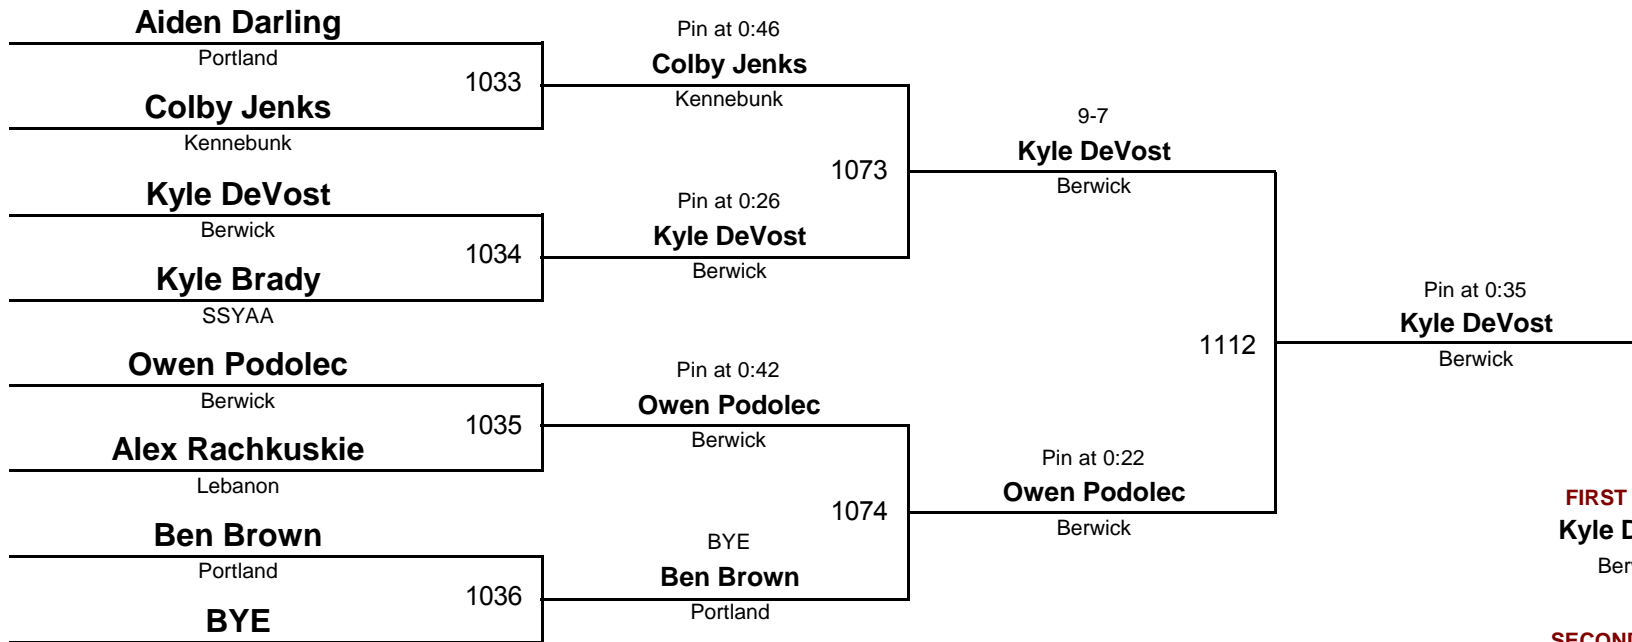 Aiden Darling
Portland
1033
Colby Jenks
Kennebunk
Kyle DeVost
Berwick
1034
Kyle Brady
SSYAA
Owen Podolec
Berwick
1035
Alex Rachkuskie
Lebanon
Ben Brown
Portland
1036
BYE
Pin at 0:46
Colby Jenks
Kennebunk
1073
Pin at 0:26
Kyle DeVost
Berwick
Pin at 0:42
Owen Podolec
Berwick
1074
BYE
Ben Brown
Portland
9-7
Kyle DeVost
Berwick
1112
Pin at 0:22
Owen Podolec
Berwick
Pin at 0:35
Kyle DeVost
Berwick
FIRST
Kyle